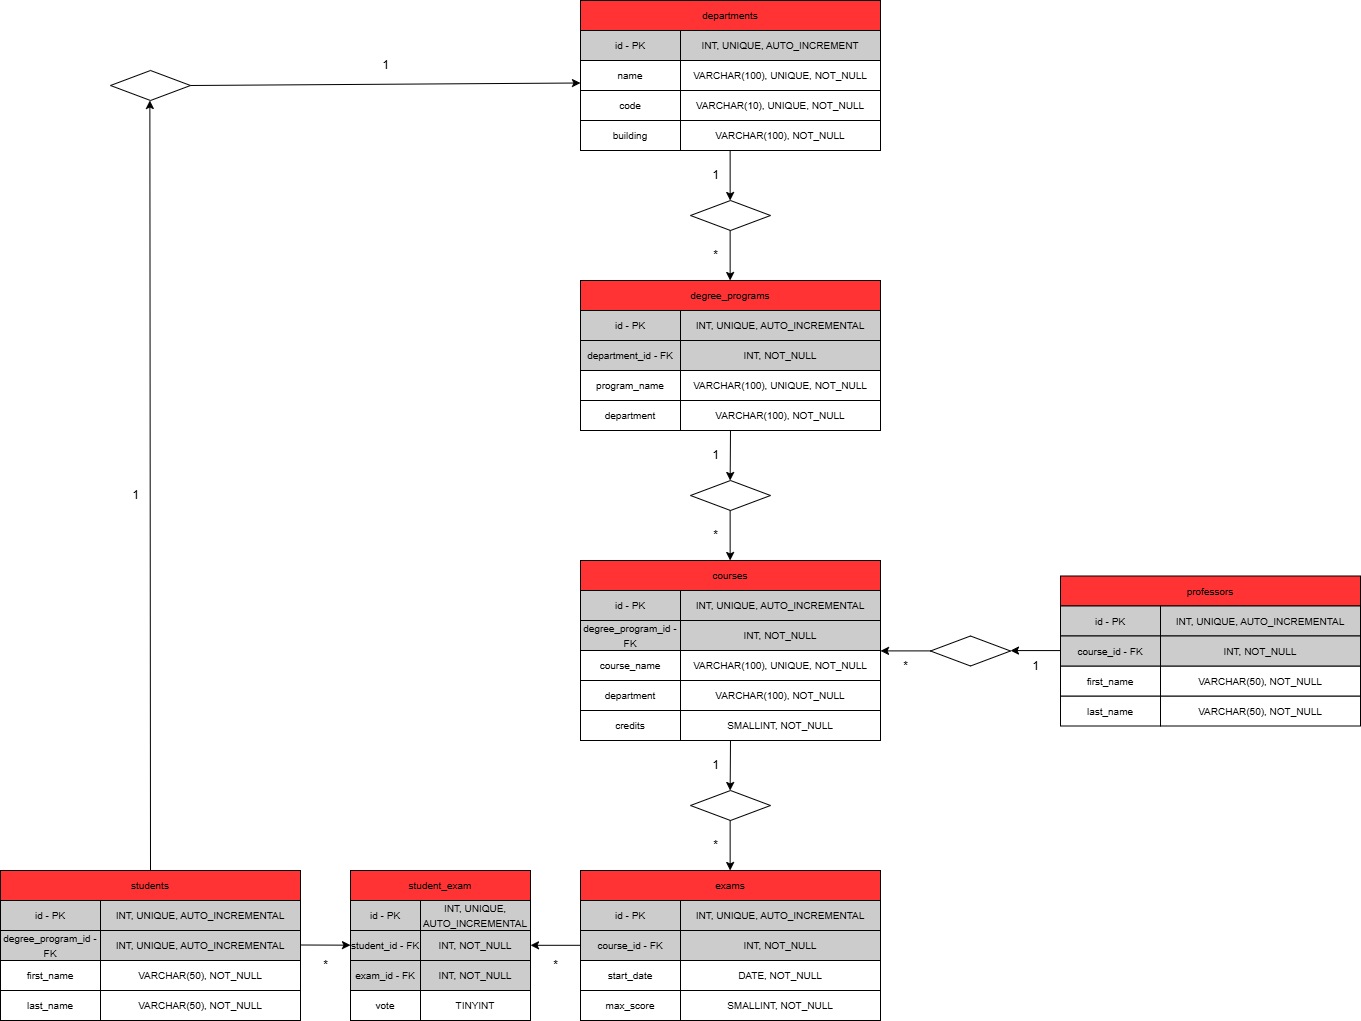 departments
id - PK INT, UNIQUE, AUTO_INCREMENT
name VARCHAR(100), UNIQUE, NOT_NULL
code VARCHAR(10), UNIQUE, NOT_NULL
building VARCHAR(100), NOT_NULL
1
1
*
degree_programs
id - PK INT, UNIQUE, AUTO_INCREMENTAL
department_id - FK INT, NOT_NULL
program_name VARCHAR(100), UNIQUE, NOT_NULL
department VARCHAR(100), NOT_NULL
1
1
*
courses
id - PK INT, UNIQUE, AUTO_INCREMENTAL
degree_program_id -
FK
INT, NOT_NULL
course_name VARCHAR(100), UNIQUE, NOT_NULL
department VARCHAR(100), NOT_NULL
credits SMALLINT, NOT_NULL
*
1
professors
id - PK INT, UNIQUE, AUTO_INCREMENTAL
course_id - FK INT, NOT_NULL
first_name VARCHAR(50), NOT_NULL
last_name VARCHAR(50), NOT_NULL
1
*
students
id - PK INT, UNIQUE, AUTO_INCREMENTAL
degree_program_id -
FK
INT, UNIQUE, AUTO_INCREMENTAL
first_name VARCHAR(50), NOT_NULL
last_name VARCHAR(50), NOT_NULL
*
student_exam
id - PK
INT, UNIQUE,
AUTO_INCREMENTAL
student_id - FK INT, NOT_NULL
exam_id - FK INT, NOT_NULL
vote TINYINT
*
exams
id - PK INT, UNIQUE, AUTO_INCREMENTAL
course_id - FK INT, NOT_NULL
start_date DATE, NOT_NULL
max_score SMALLINT, NOT_NULL